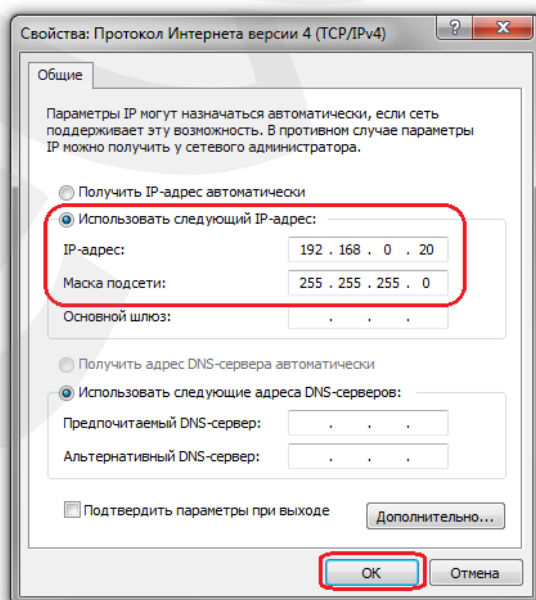 Свойства: Протокол Интернета версии 4 (TCP/IPv4)
Общие
Параметры IP могут назначаться автоматически, если сеть
поддерживает эту возможность. В противном случае параметры
IP можно получить у сетевого администратора.
Получить IP-адрес автоматически
Использовать следующий IP-адрес:
IP-адрес: 192 . 168 . 0 . 20
Маска подсети: 255 . 255 . 255 . 0
Основной шлюз: . . .
Получить адрес DNS-сервера автоматически
Использовать следующие адреса DNS-серверов:
Предпочитаемый DNS-сервер: . . .
Альтернативный DNS-сервер: . . .
Подтвердить параметры при выходе
Дополнительно...
OK Отмена